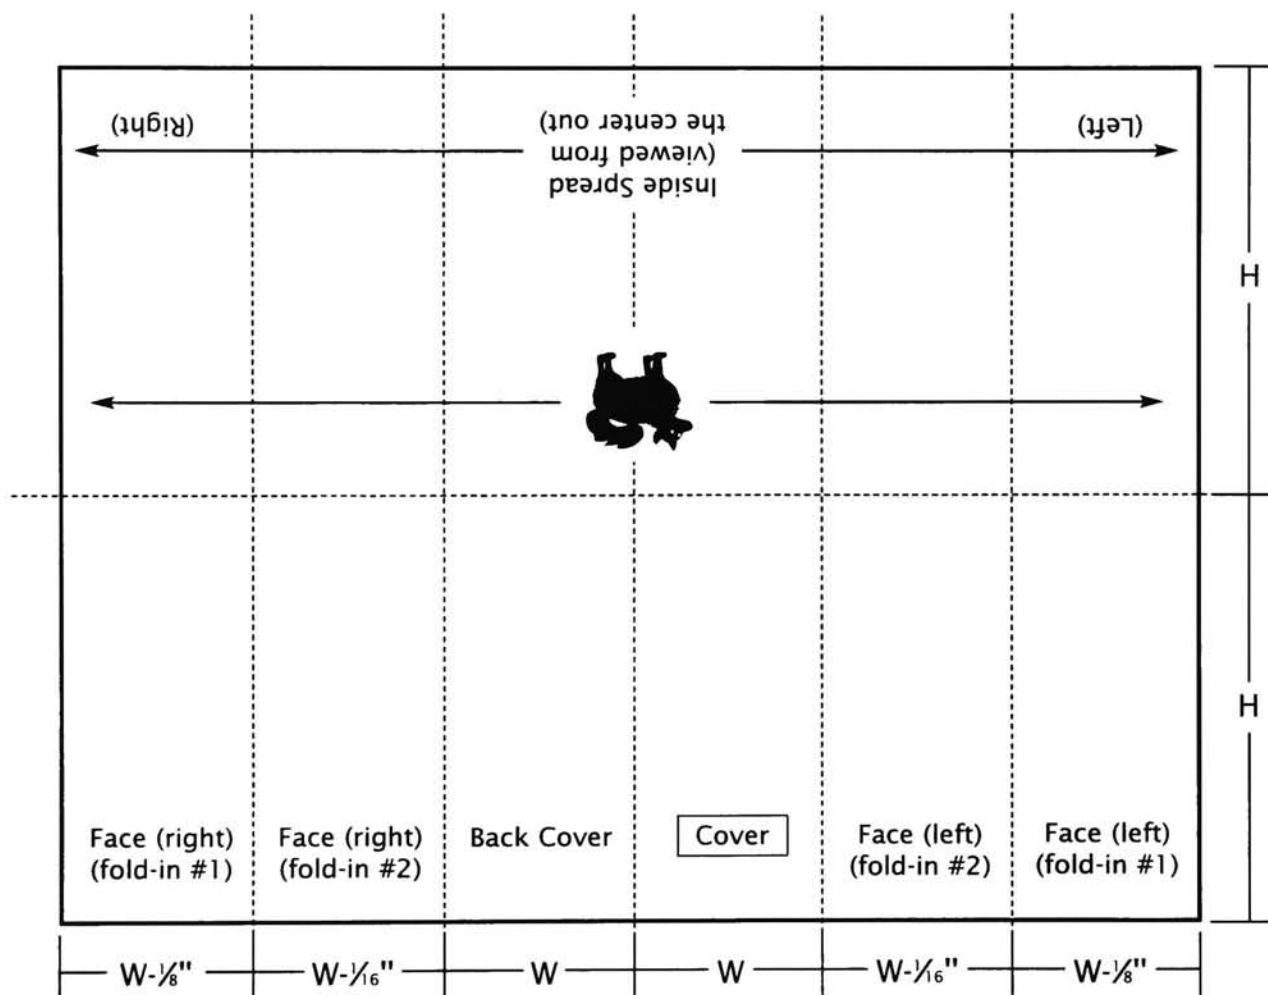 (Right)
Inside Spread
(viewed from
the center out)
(Left)
H
H
Face (right)
(fold-in #1)
Face (right)
(fold-in #2)
Back Cover
Cover
Face (left)
(fold-in #2)
Face (left)
(fold-in #1)
W-⅛"
W-1⁄16"
W
W
W-1⁄16"
W-⅛"